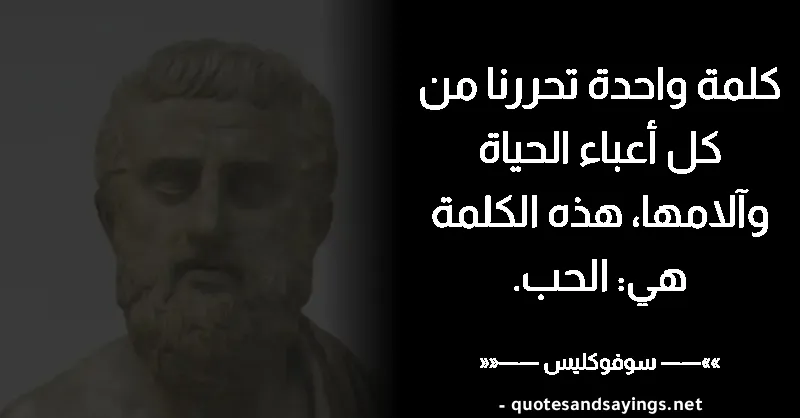 كلمة واحدة تحررنا من
كل أعباء الحياة
وآلامها، هذه الكلمة
هي: الحب.
»»—— سوفوكليس ——««
- quotesandsayings.net